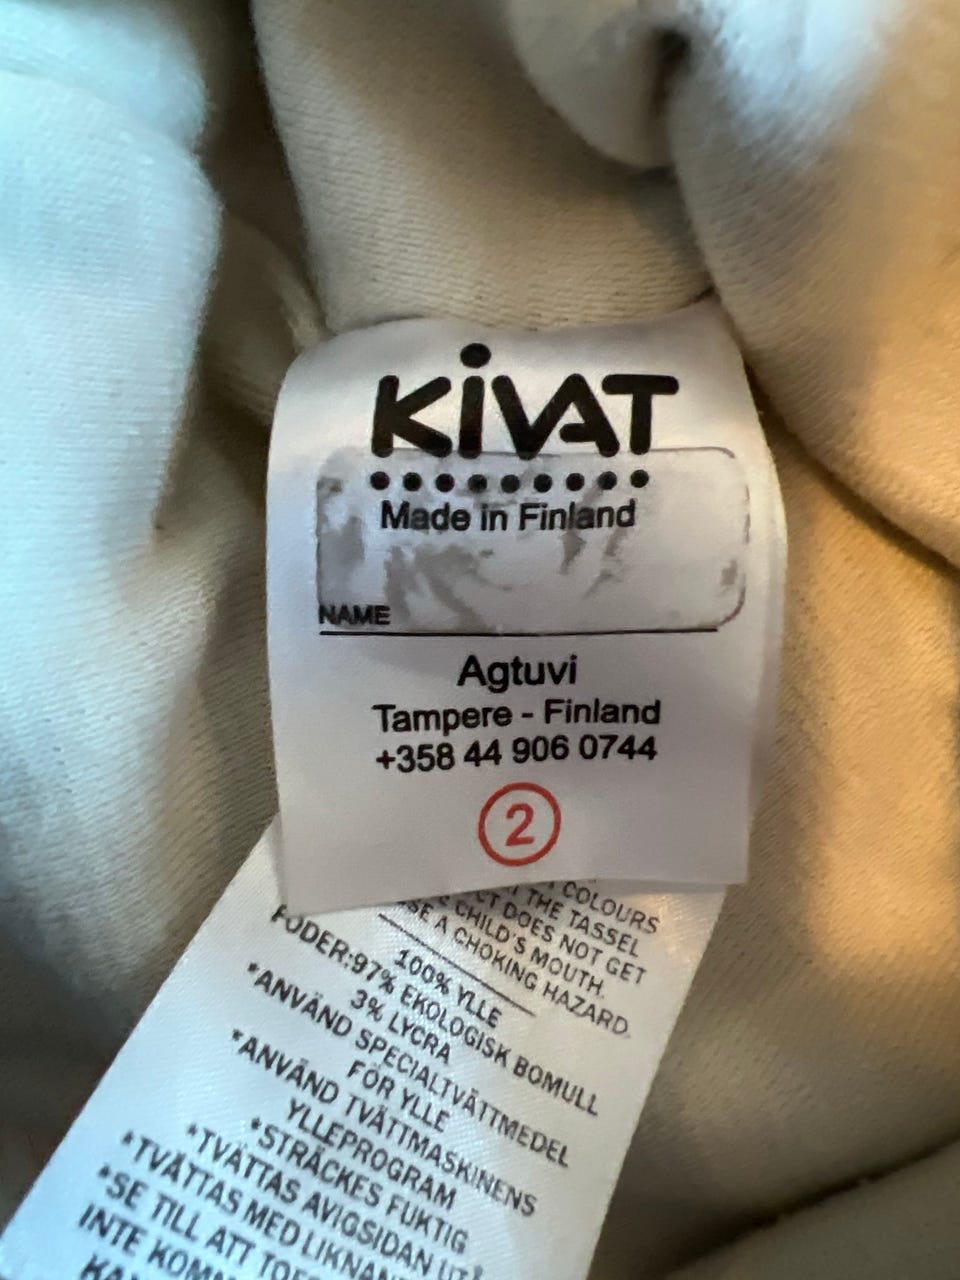 KiVAT
Made in Finland
NAME
Agtuvi
Tampere - Finland
+358 44 906 0744
2
COLOURS
THE TASSEL
DOES NOT GET
CHILD'S MOUTH.
A CHOKING HAZARD.
100% YLLE
FODER:97% EKOLOGISK BOMULL
3% LYCRA
*ANVÄND SPECIALTVÄTTMEDEL
FÖR YLLE
*ANVÄND TVÄTTMASKINENS
YLLEPROGRAM
*STRÄCKES FUKTIG
*TVÄTTAS AVIGSIDAN
*TVÄTTAS MED
*SE TILL ATT
INTE